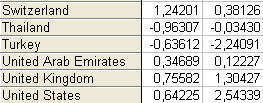 Switzerland 1,24201 0,38126
Thailand -0,96307 -0,03430
Turkey -0,63612 -2,24091
United Arab Emirates 0,34689 0,12227
United Kingdom 0,75582 1,30427
United States 0,64225 2,54339